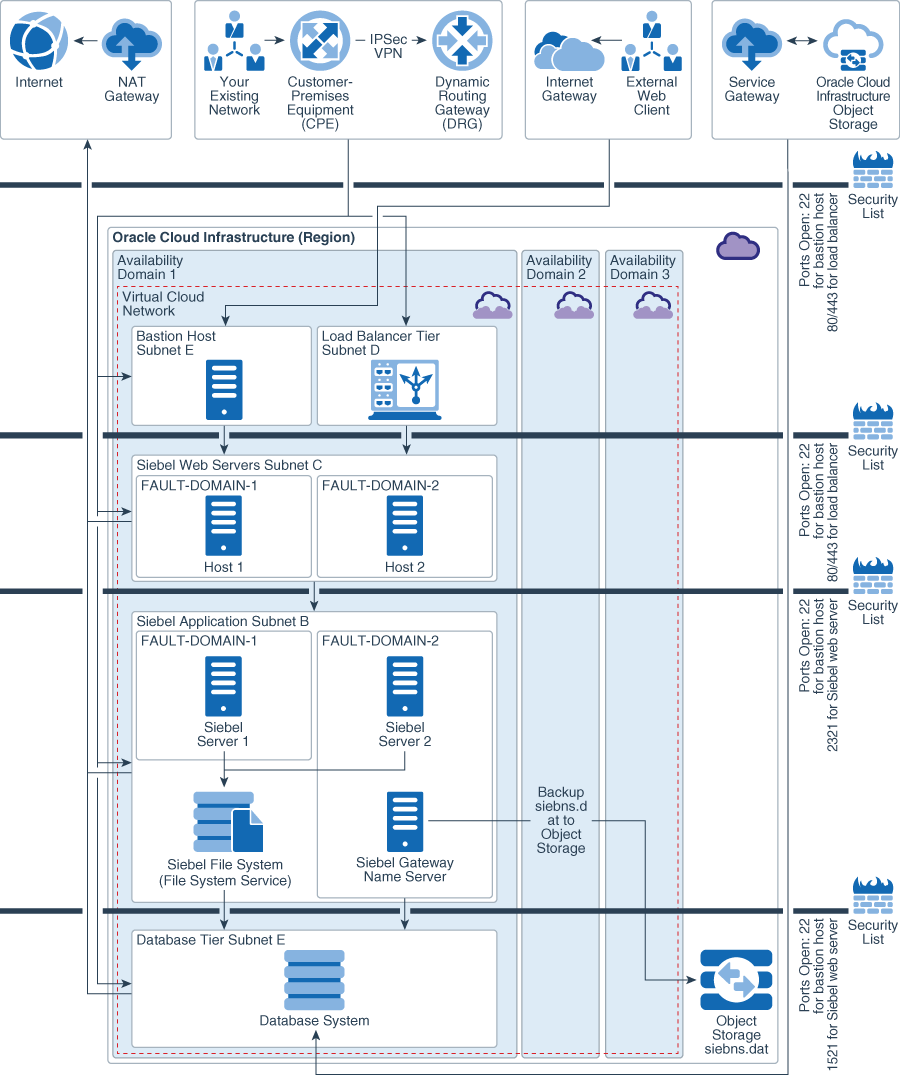 Internet
NAT
Gateway
Your
Existing
Network
Customer-
Premises
Equipment
(CPE)
IPSec
VPN
Dynamic
Routing
Gateway
(DRG)
Internet
Gateway
External
Web
Client
Service
Gateway
Oracle Cloud
Infrastructure
Object
Storage
Security
List
Ports Open: 22
for bastion host
80/443 for load balancer
Oracle Cloud Infrastructure (Region)
Availability
Domain 1
Availability
Domain 2
Availability
Domain 3
Virtual Cloud
Network
Bastion Host
Subnet E
Load Balancer Tier
Subnet D
Security
List
Ports Open: 22
for bastion host
80/443 for load balancer
Siebel Web Servers Subnet C
FAULT-DOMAIN-1
Host 1
FAULT-DOMAIN-2
Host 2
Security
List
Ports Open: 22
for bastion host
2321 for Siebel web server
Siebel Application Subnet B
FAULT-DOMAIN-1
Siebel
Server 1
FAULT-DOMAIN-2
Siebel
Server 2
Siebel File System
(File System Service)
Siebel Gateway
Name Server
Backup
siebns.d
at to
Object
Storage
Security
List
Ports Open: 22
for bastion host
1521 for Siebel web server
Database Tier Subnet E
Database System
Object
Storage
siebns.dat